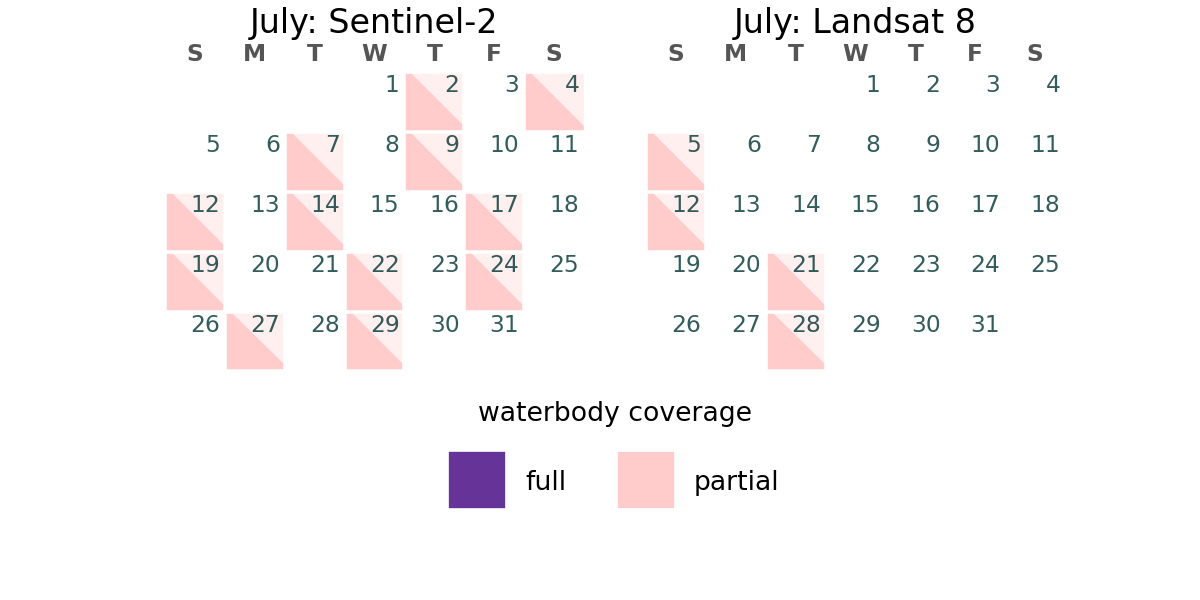 July: Sentinel-2
S M T W T F S
1 2 3 4
5 6 7 8 9 10 11
12 13 14 15 16 17 18
19 20 21 22 23 24 25
26 27 28 29 30 31
July: Landsat 8
S M T W T F S
1 2 3 4
5 6 7 8 9 10 11
12 13 14 15 16 17 18
19 20 21 22 23 24 25
26 27 28 29 30 31
waterbody coverage
full
partial